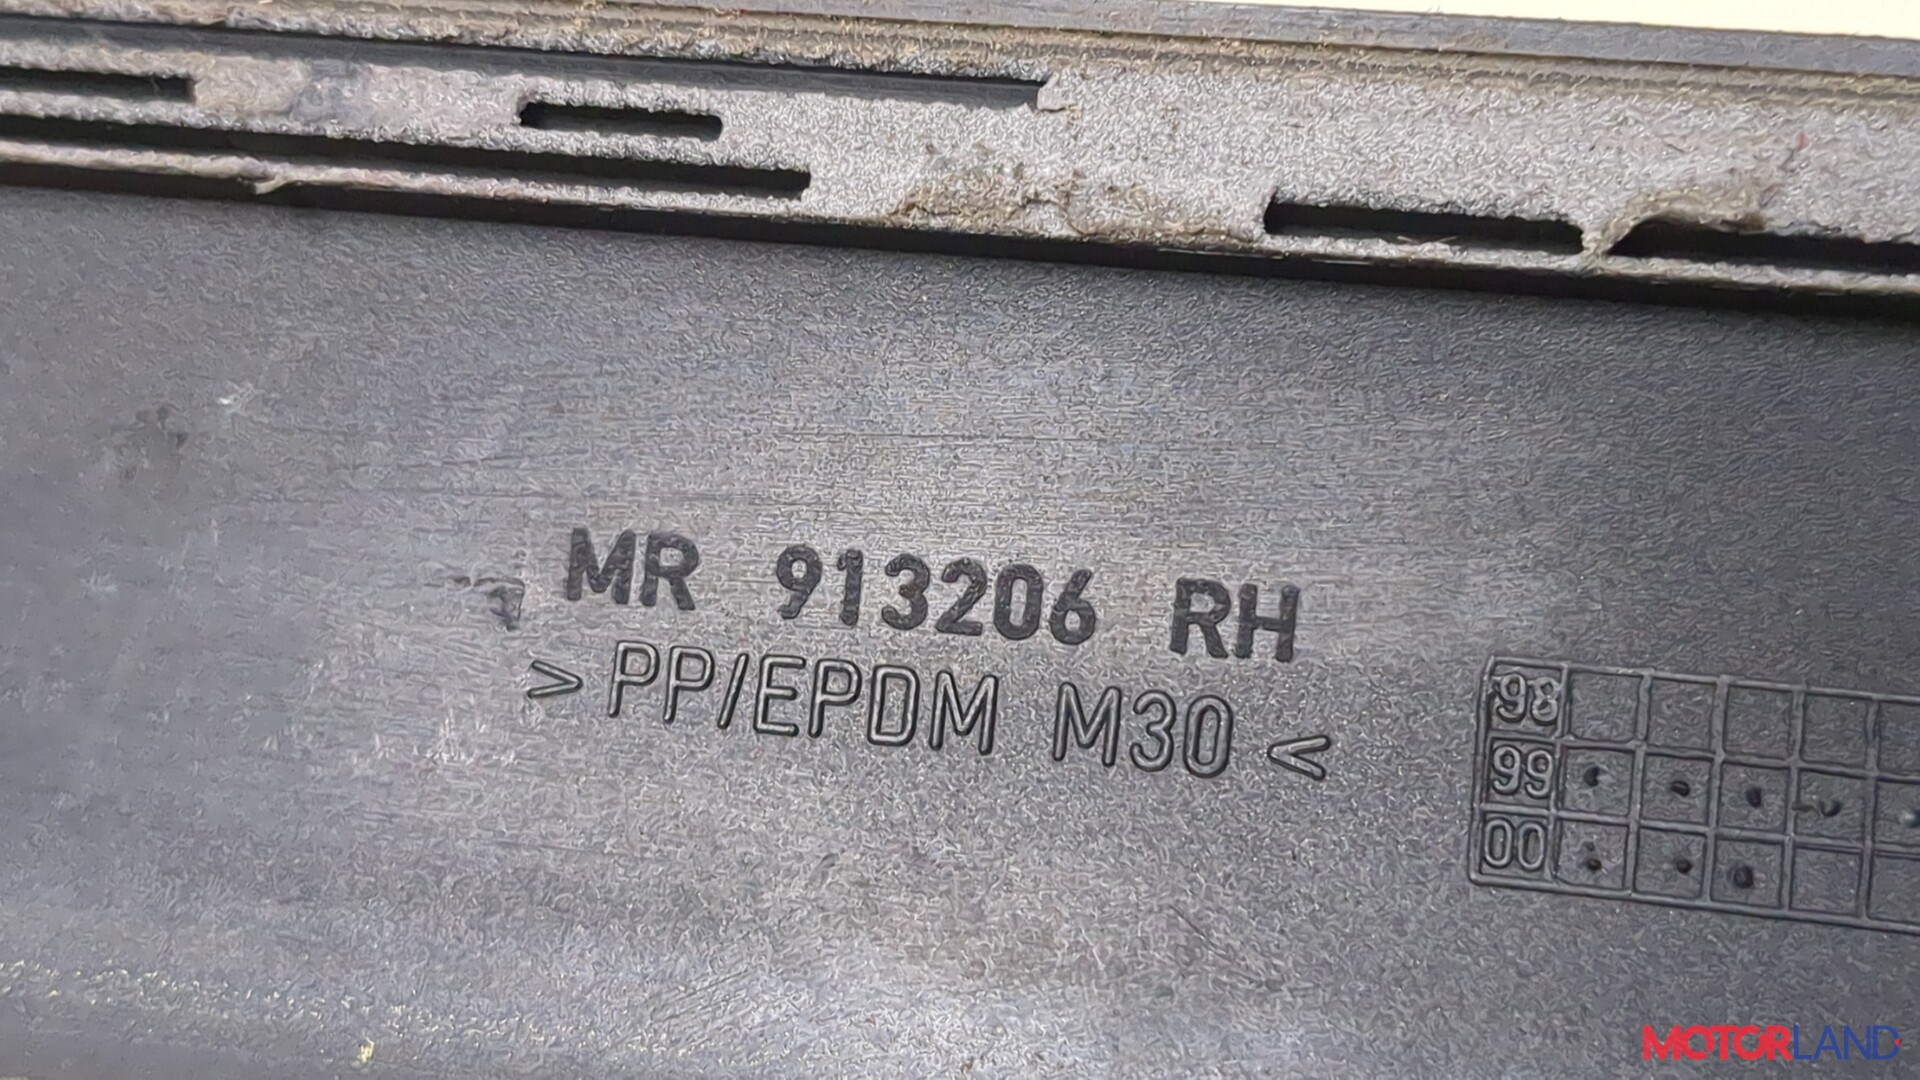 MR 913206 RH
>PP/EPDM M30<
98
99
00
MOTORLAND